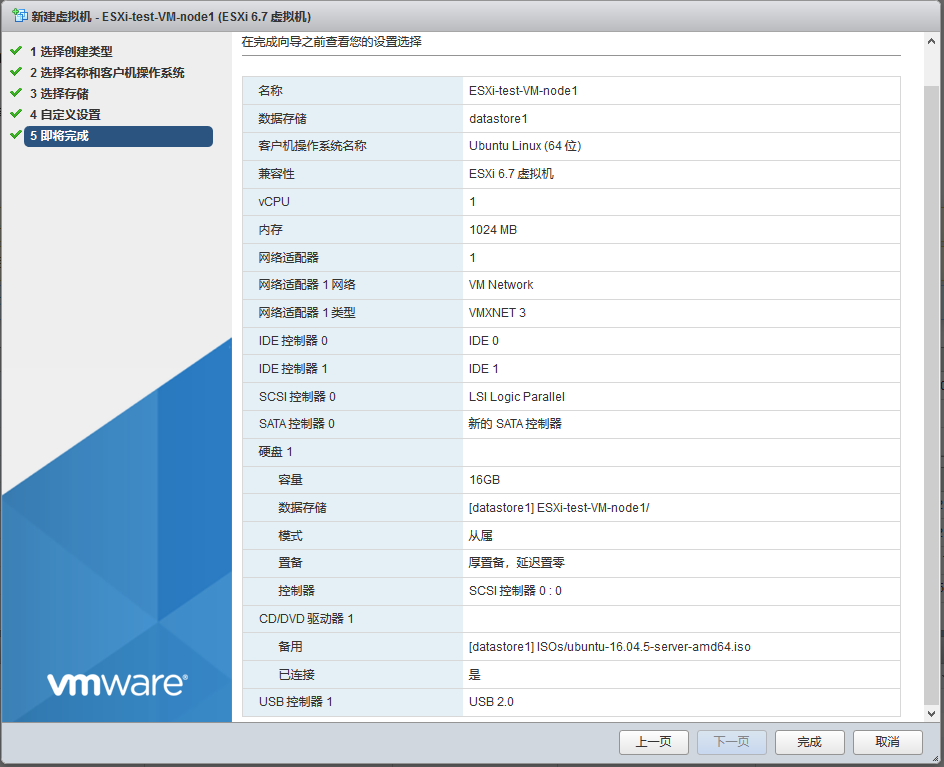 新建虚拟机 - ESXi-test-VM-node1 (ESXi 6.7 虚拟机)
1 选择创建类型
2 选择名称和客户机操作系统
3 选择存储
4 自定义设置
5 即将完成
vmware®
在完成向导之前查看您的设置选择
名称 ESXi-test-VM-node1
数据存储 datastore1
客户机操作系统名称 Ubuntu Linux (64 位)
兼容性 ESXi 6.7 虚拟机
vCPU 1
内存 1024 MB
网络适配器 1
网络适配器 1 网络 VM Network
网络适配器 1 类型 VMXNET 3
IDE 控制器 0 IDE 0
IDE 控制器 1 IDE 1
SCSI 控制器 0 LSI Logic Parallel
SATA 控制器 0 新的 SATA 控制器
硬盘 1
容量 16GB
数据存储 [datastore1] ESXi-test-VM-node1/
模式 从属
置备 厚置备，延迟置零
控制器 SCSI 控制器 0 : 0
CD/DVD 驱动器 1
备用 [datastore1] ISOs/ubuntu-16.04.5-server-amd64.iso
已连接 是
USB 控制器 1 USB 2.0
上一页 下一页 完成 取消